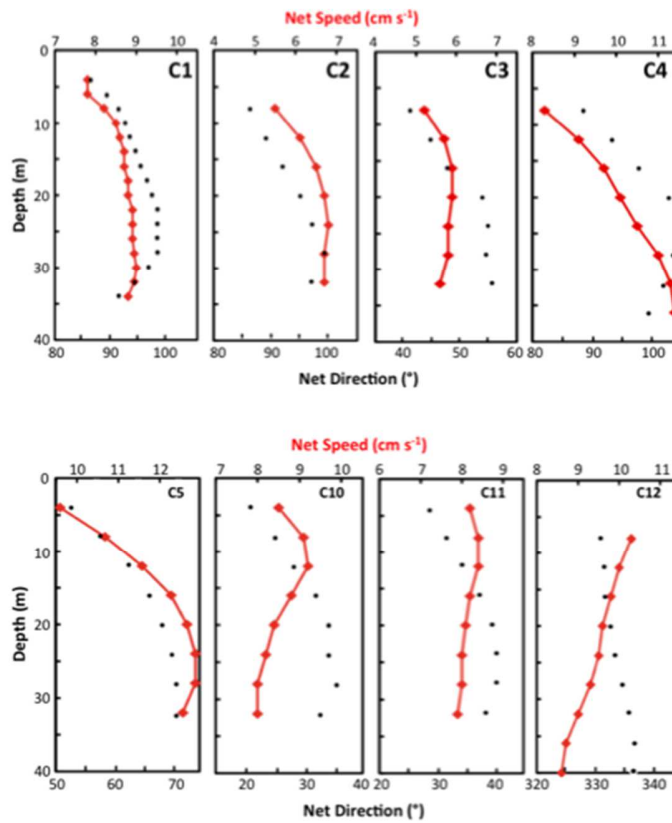 Net Speed (cm s⁻¹)
7 8 9 10 4 5 6 7 4 5 6 7 8 9 10 11
0 C1 C2 C3 C4
10
20
30
40
Depth (m)
80 90 100 80 90 100 40 50 60 80 90 100
Net Direction (°)
Net Speed (cm s⁻¹)
10 11 12 7 8 9 10 6 7 8 9 8 9 10 11
0 C5 C10 C11 C12
10
20
30
40
Depth (m)
50 60 70 20 30 40 20 30 40 320 330 340
Net Direction (°)